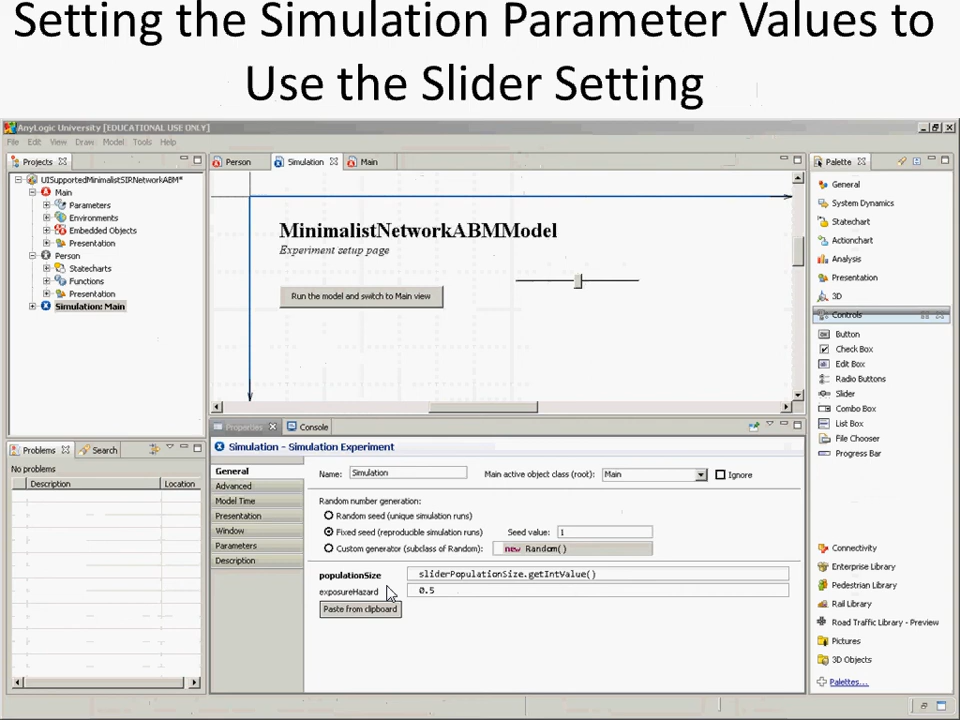 Setting the Simulation Parameter Values to
Use the Slider Setting
AnyLogic University [EDUCATIONAL USE ONLY]
File Edit View Draw Model Tools Help
Projects
UISupportedMinimalistSIRNetworkABM*
Main
Parameters
Environments
Embedded Objects
Presentation
Person
Statecharts
Functions
Presentation
Simulation: Main
Problems Search
No problems
Description Location
Person Simulation Main
MinimalistNetworkABMModel
Experiment setup page
Run the model and switch to Main view
Properties Console
Simulation - Simulation Experiment
General
Advanced
Model Time
Presentation
Window
Parameters
Description
Name: Simulation Main active object class (root): Main Ignore
Random number generation:
Random seed (unique simulation runs)
Fixed seed (reproducible simulation runs) Seed value: 1
Custom generator (subclass of Random): new Random()
populationSize sliderPopulationSize.getIntValue()
exposureHazard 0.5
Paste from clipboard
Palette
General
System Dynamics
Statechart
Actionchart
Analysis
Presentation
3D
Controls
Button
Check Box
Edit Box
Radio Buttons
Slider
Combo Box
List Box
File Chooser
Progress Bar
Connectivity
Enterprise Library
Pedestrian Library
Rail Library
Road Traffic Library - Preview
Pictures
3D Objects
Palettes...